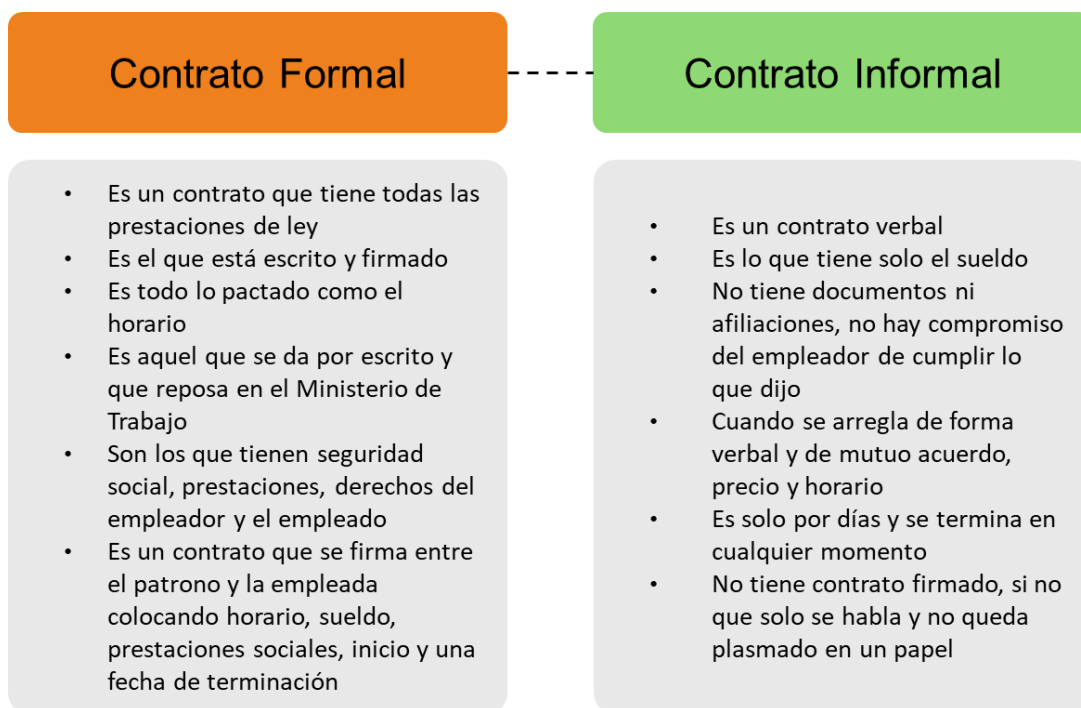 Contrato Formal
Contrato Informal
• Es un contrato que tiene todas las
prestaciones de ley
• Es el que está escrito y firmado
• Es todo lo pactado como el
horario
• Es aquel que se da por escrito y
que reposa en el Ministerio de
Trabajo
• Son los que tienen seguridad
social, prestaciones, derechos del
empleador y el empleado
• Es un contrato que se firma entre
el patrono y la empleada
colocando horario, sueldo,
prestaciones sociales, inicio y una
fecha de terminación
• Es un contrato verbal
• Es lo que tiene solo el sueldo
• No tiene documentos ni
afiliaciones, no hay compromiso
del empleador de cumplir lo
que dijo
• Cuando se arregla de forma
verbal y de mutuo acuerdo,
precio y horario
• Es solo por días y se termina en
cualquier momento
• No tiene contrato firmado, si no
que solo se habla y no queda
plasmado en un papel